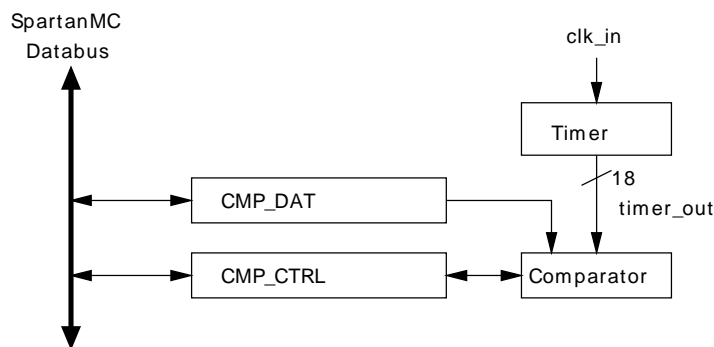 SpartanMC
Databus
clk_in
Timer
18
CMP_DAT
timer_out
CMP_CTRL
Comparator